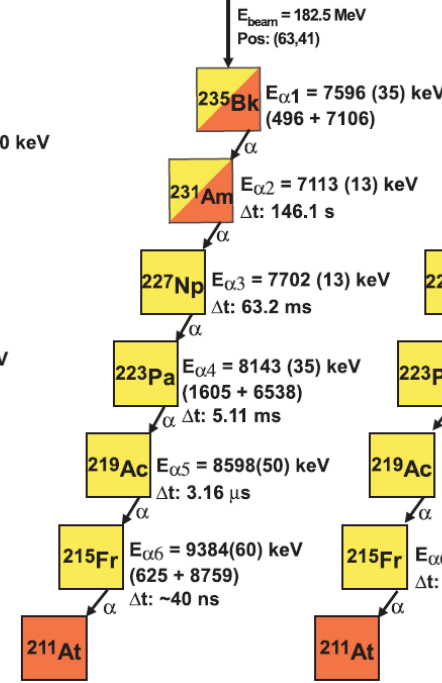 E_beam = 182.5 MeV
Pos: (63,41)
235Bk
Eα1 = 7596 (35) keV
(496 + 7106)
0 keV
α
231Am
Eα2 = 7113 (13) keV
Δt: 146.1 s
α
227Np
Eα3 = 7702 (13) keV
Δt: 63.2 ms
22
α
V
223Pa
Eα4 = 8143 (35) keV
(1605 + 6538)
Δt: 5.11 ms
223P
α
219Ac
Eα5 = 8598(50) keV
Δt: 3.16 μs
219Ac
α
α
215Fr
Eα6 = 9384(60) keV
(625 + 8759)
Δt: ~40 ns
215Fr
Eα
Δt:
α
α
211At
211At